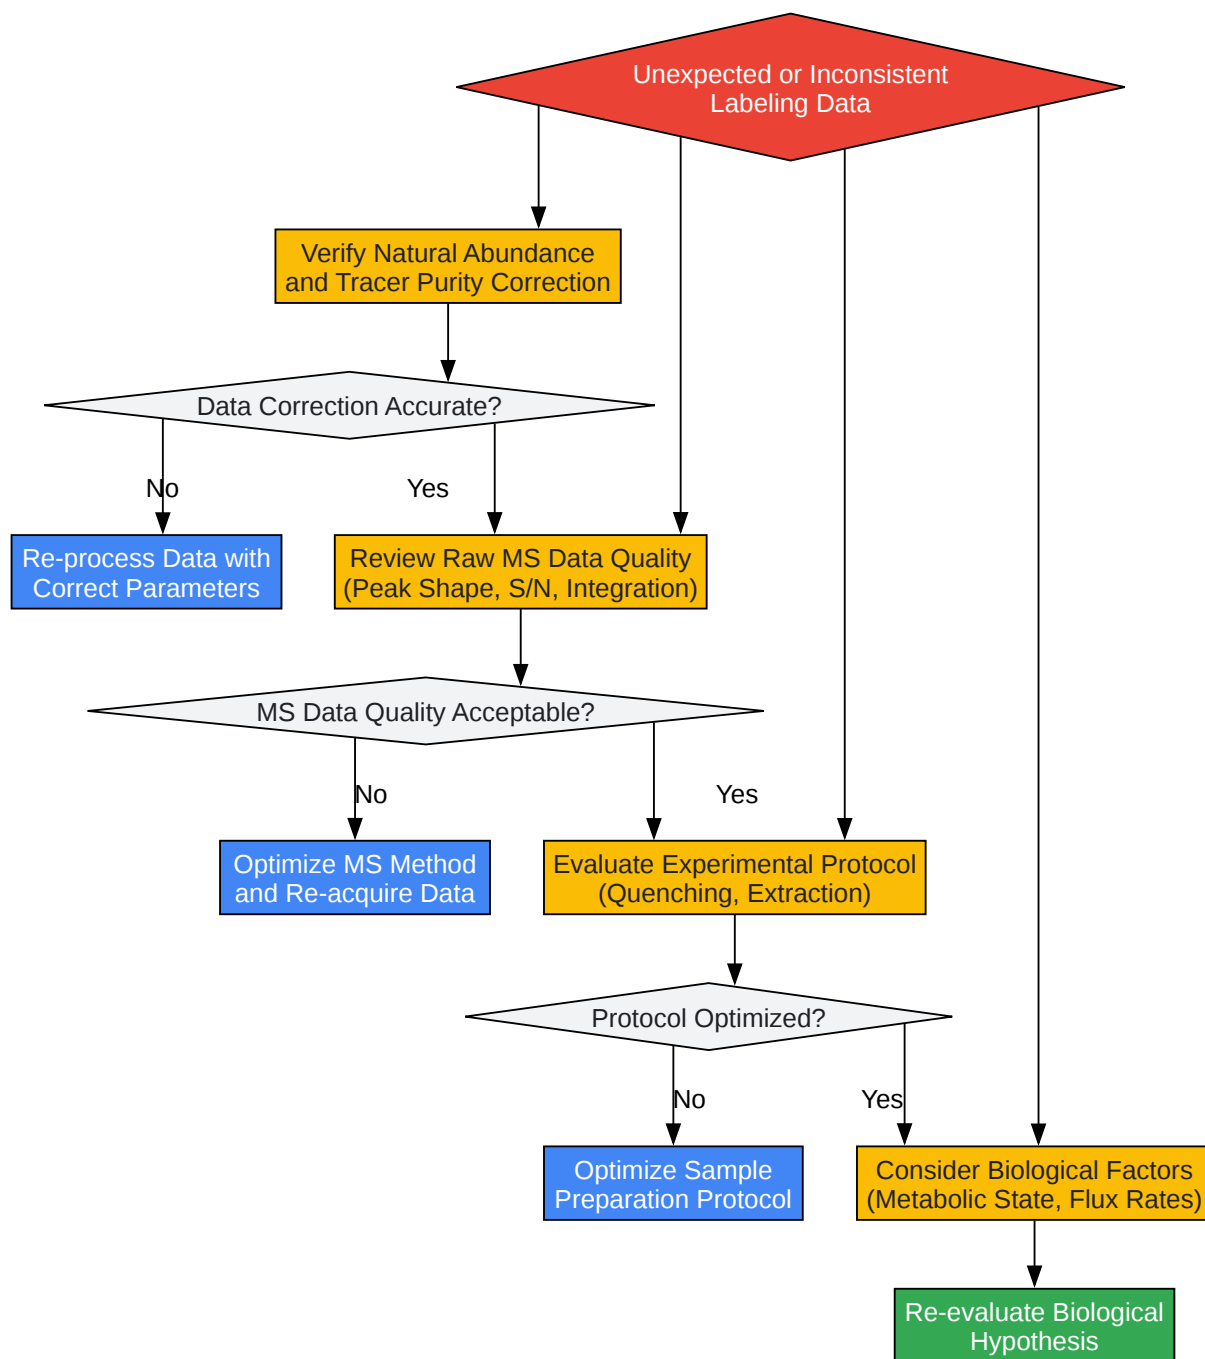 Unexpected or Inconsistent
Labeling Data
Verify Natural Abundance
and Tracer Purity Correction
Data Correction Accurate?
No
Yes
Re-process Data with
Correct Parameters
Review Raw MS Data Quality
(Peak Shape, S/N, Integration)
MS Data Quality Acceptable?
No
Yes
Optimize MS Method
and Re-acquire Data
Evaluate Experimental Protocol
(Quenching, Extraction)
Protocol Optimized?
No
Yes
Optimize Sample
Preparation Protocol
Consider Biological Factors
(Metabolic State, Flux Rates)
Re-evaluate Biological
Hypothesis